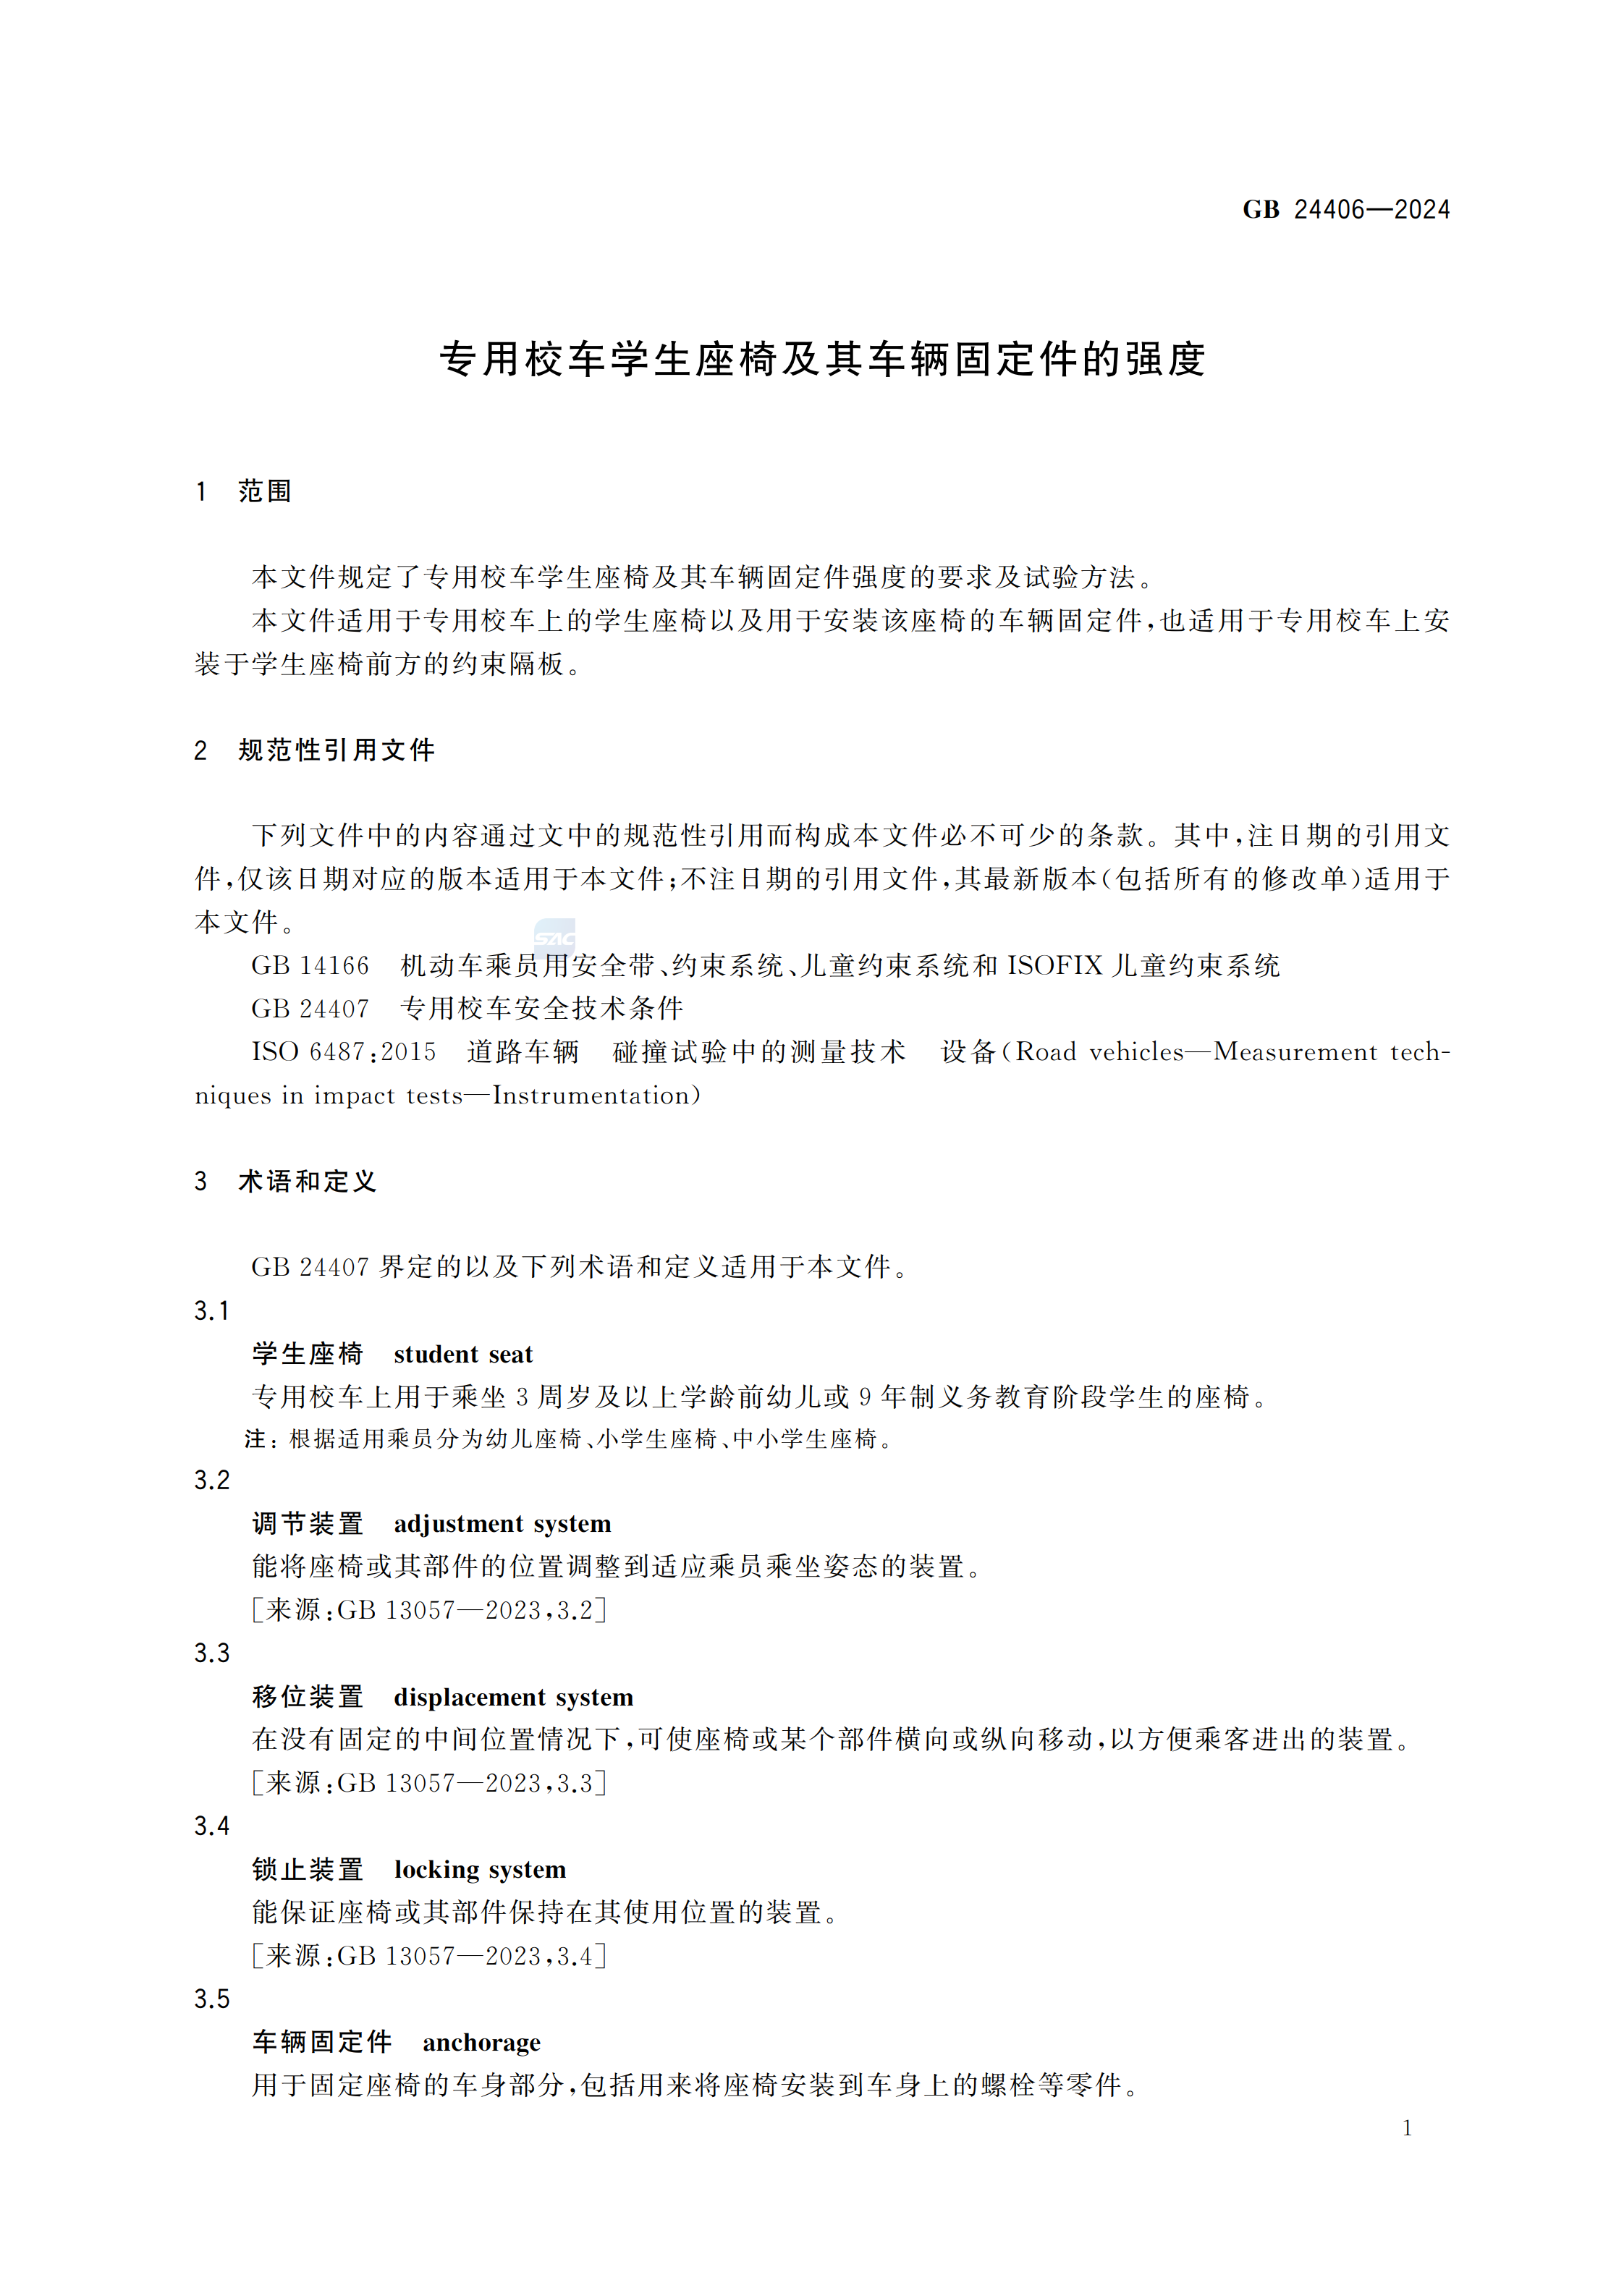 GB 24406—2024
专用校车学生座椅及其车辆固定件的强度
1 范围
本文件规定了专用校车学生座椅及其车辆固定件强度的要求及试验方法。
本文件适用于专用校车上的学生座椅以及用于安装该座椅的车辆固定件,也适用于专用校车上安
装于学生座椅前方的约束隔板。
2 规范性引用文件
下列文件中的内容通过文中的规范性引用而构成本文件必不可少的条款。其中,注日期的引用文
件,仅该日期对应的版本适用于本文件;不注日期的引用文件,其最新版本(包括所有的修改单)适用于
本文件。
SAC
GB 14166 机动车乘员用安全带、约束系统、儿童约束系统和 ISOFIX 儿童约束系统
GB 24407 专用校车安全技术条件
ISO 6487:2015 道路车辆 碰撞试验中的测量技术 设备(Road vehicles—Measurement tech-
niques in impact tests—Instrumentation)
3 术语和定义
GB 24407 界定的以及下列术语和定义适用于本文件。
3.1
学生座椅 student seat
专用校车上用于乘坐 3 周岁及以上学龄前幼儿或 9 年制义务教育阶段学生的座椅。
注: 根据适用乘员分为幼儿座椅、小学生座椅、中小学生座椅。
3.2
调节装置 adjustment system
能将座椅或其部件的位置调整到适应乘员乘坐姿态的装置。
[来源:GB 13057—2023,3.2]
3.3
移位装置 displacement system
在没有固定的中间位置情况下,可使座椅或某个部件横向或纵向移动,以方便乘客进出的装置。
[来源:GB 13057—2023,3.3]
3.4
锁止装置 locking system
能保证座椅或其部件保持在其使用位置的装置。
[来源:GB 13057—2023,3.4]
3.5
车辆固定件 anchorage
用于固定座椅的车身部分,包括用来将座椅安装到车身上的螺栓等零件。
1